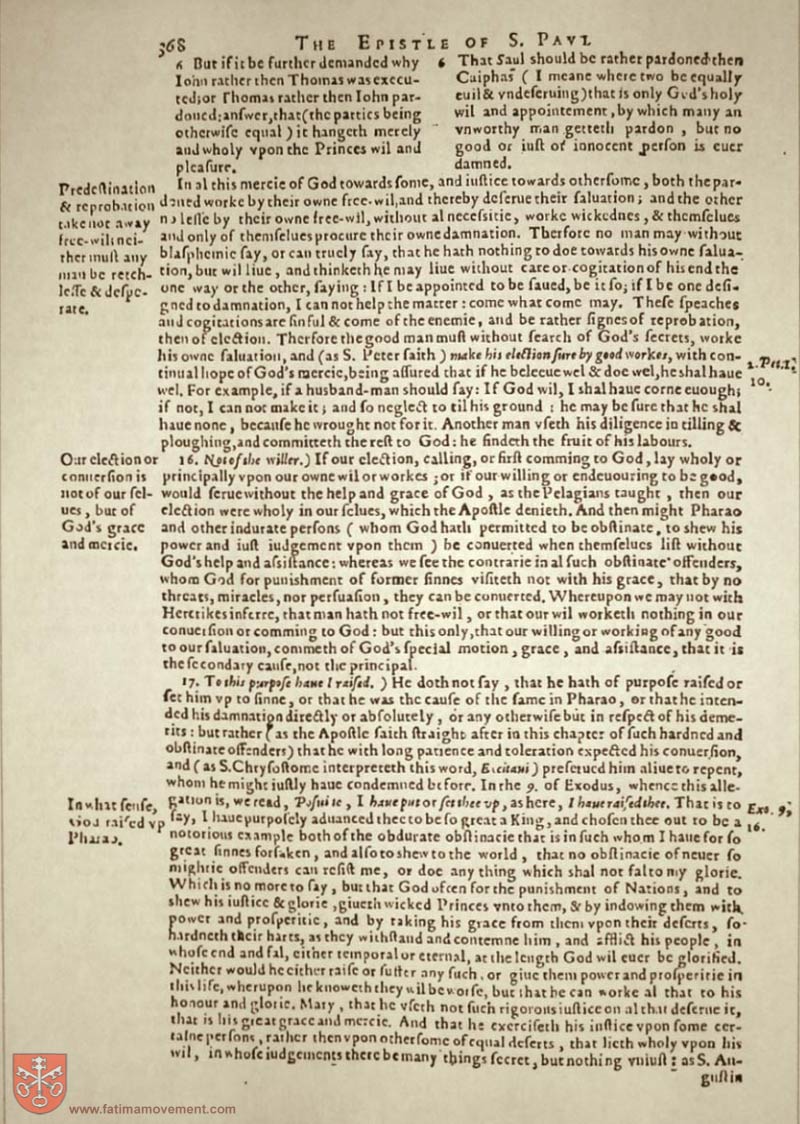 368 THE EPISTLE OF S. PAVL
6 But if it be further demanded why
Iohn rather then Thomas was execu-
ted; or Thomas rather then Iohn par-
doned: answer, that (the parties being
otherwise equal) it hangeth merely
and wholy vpon the Princes wil and
pleasure.
6 That Saul should be rather pardoned then
Caiphas (I meane where two be equally
euil & vndeseruing) that is only God's holy
wil and appointement, by which many an
vnworthy man getteth pardon, but no
good or iust or innocent person is euer
damned.
Predestination
& reprobation
take not away
free-wil: nei-
ther must any
man be retch-
lesse & despe-
rate.
In al this mercie of God towards some, and iustice towards othersome, both the par-
doned worke by their owne free-wil, and thereby deserue their saluation; and the other
no lesse by their owne free-wil, without al necessitie, worke wickednes, & themselues
and only of themselues procure their owne damnation. Therfore no man may without
blasphemie say, or can truely say, that he hath nothing to doe towards his owne salua-
tion, but wil liue, and thinketh he may liue without care or cogitation of his end the
one way or the other, saying: If I be appointed to be saued, be it so; if I be one desi-
gned to damnation, I can not help the matter: come what come may. These speaches
and cogitations are sinful & come of the enemie, and be rather signes of reprobation,
then of election. Therfore the good man must without search of God's secrets, worke
his owne saluation, and (as S. Peter saith) make his election sure by good workes, with con-
tinual hope of God's mercie, being assured that if he beleeue wel & doe wel, he shal haue
wel. For example, if a husband-man should say: If God wil, I shal haue corne enough;
if not, I can not make it; and so neglect to til his ground: he may be sure that he shal
haue none, because he wrought not for it. Another man vseth his diligence in tilling &
ploughing, and committeth the rest to God: he findeth the fruit of his labours.
2. Pet. 1,
10.
Our election or
conuersion is
not of our sel-
ues, but of
God's grace
and mercie.
16. Not of the willer.) If our election, calling, or first comming to God, lay wholy or
principally vpon our owne wil or workes; or if our willing or endeuouring to be good,
would serue without the help and grace of God, as the Pelagians taught, then our
election were wholy in our selues, which the Apostle denieth. And then might Pharao
and other indurate persons (whom God hath permitted to be obstinate, to shew his
power and iust iudgement vpon them) be conuerted when themselues list without
God's help and assistance: whereas we see the contrarie in al such obstinate offenders,
whom God for punishment of former sinnes visiteth not with his grace, that by no
threats, miracles, nor persuasion, they can be conuerted. Whereupon we may not with
Heretikes inferre, that man hath not free-wil, or that our wil worketh nothing in our
conuersion or comming to God: but this only, that our willing or working of any good
to our saluation, commeth of God's special motion, grace, and assistance, that it is
the secondary cause, not the principal.
17. To this purpose haue I raised.) He doth not say, that he hath of purpose raised or
set him vp to sinne, or that he was the cause of the same in Pharao, or that he inten-
ded his damnation directly or absolutely, or any otherwise but in respect of his deme-
rits: but rather (as the Apostle saith straight after in this chapter of such hardned and
obstinate offenders) that he with long patience and toleration expected his conuersion,
and (as S. Chrysostome interpreteth this word, Excitaui) preserued him aliue to repent,
whom he might iustly haue condemned before. In the 9. of Exodus, whence this alle-
gation is, we read, Posui te, I haue put or set thee vp, as here, I haue raised thee. That is to
say, I haue purposely aduanced thee to be so great a King, and chosen thee out to be a
notorious example both of the obdurate obstinacie that is in such whom I haue for so
great sinnes forsaken, and also to shew to the world, that no obstinacie of neuer so
mightie offenders can resist me, or doe any thing which shal not fal to my glorie.
Which is no more to say, but that God often for the punishment of Nations, and to
shew his iustice & glorie, giueth wicked Princes vnto them, & by indowing them with
power and prosperitie, and by taking his grace from them vpon their deserts, so
hardneth their harts, as they withstand and contemne him, and afflict his people, in
whose end and fal, either temporal or eternal, at the length God wil euer be glorified.
Neither would he either raise or suffer any such, or giue them power and prosperitie in
this life, wherupon he knoweth they wil be worse, but that he can worke al that to his
honour and glorie. Mary, that he vseth not such rigorous iustice on al that deserue it,
that is his great grace and mercie. And that he exerciseth his iustice vpon some cer-
taine persons, rather then vpon othersome of equal deserts, that lieth wholy vpon his
wil, in whose iudgements there be many things secret, but nothing vniust: as S. Au-
gustin
In what sense,
God raised vp
Pharao.
Exo. 9,
16.
www.fatimamovement.com